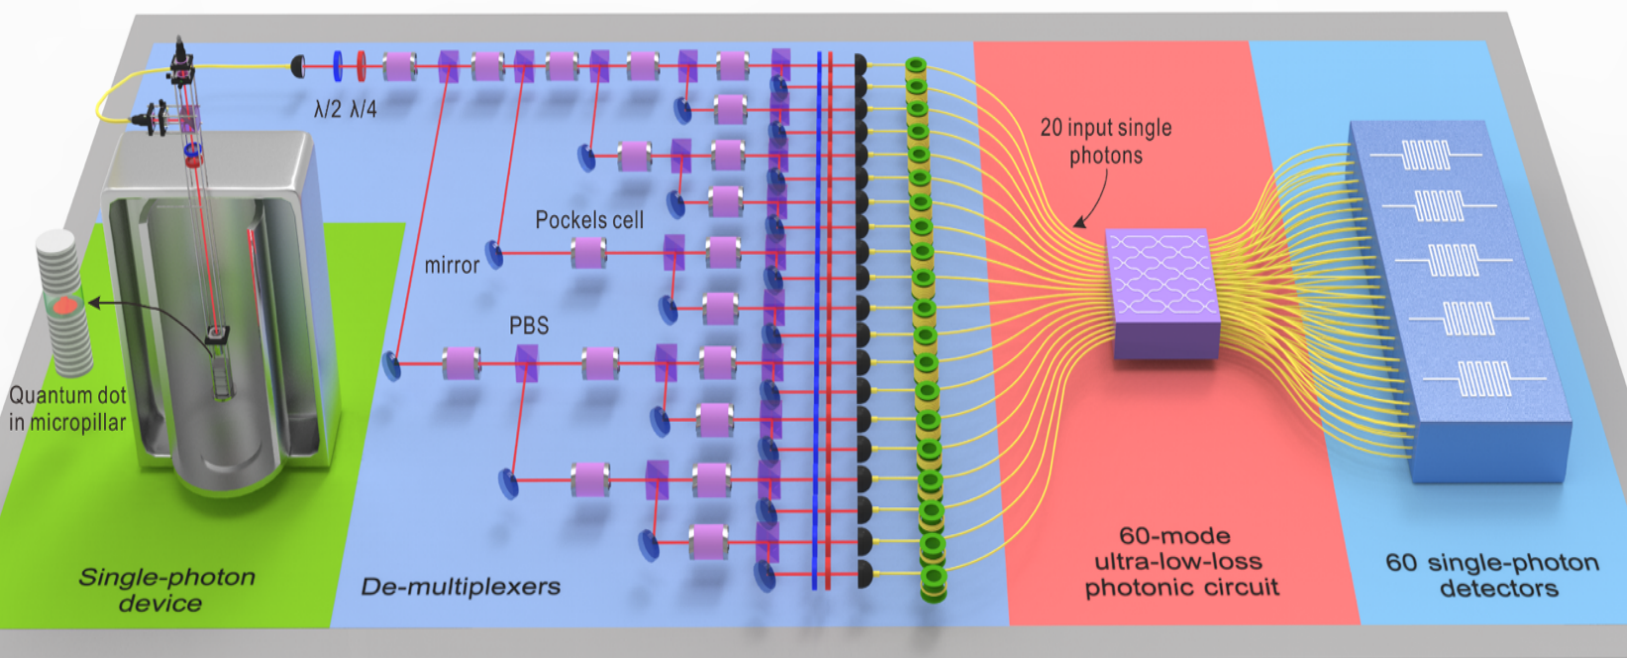 λ/2 λ/4
20 input single
photons
Pockels cell
mirror
PBS
Quantum dot
in micropillar
Single-photon
device
De-multiplexers
60-mode
ultra-low-loss
photonic circuit
60 single-photon
detectors